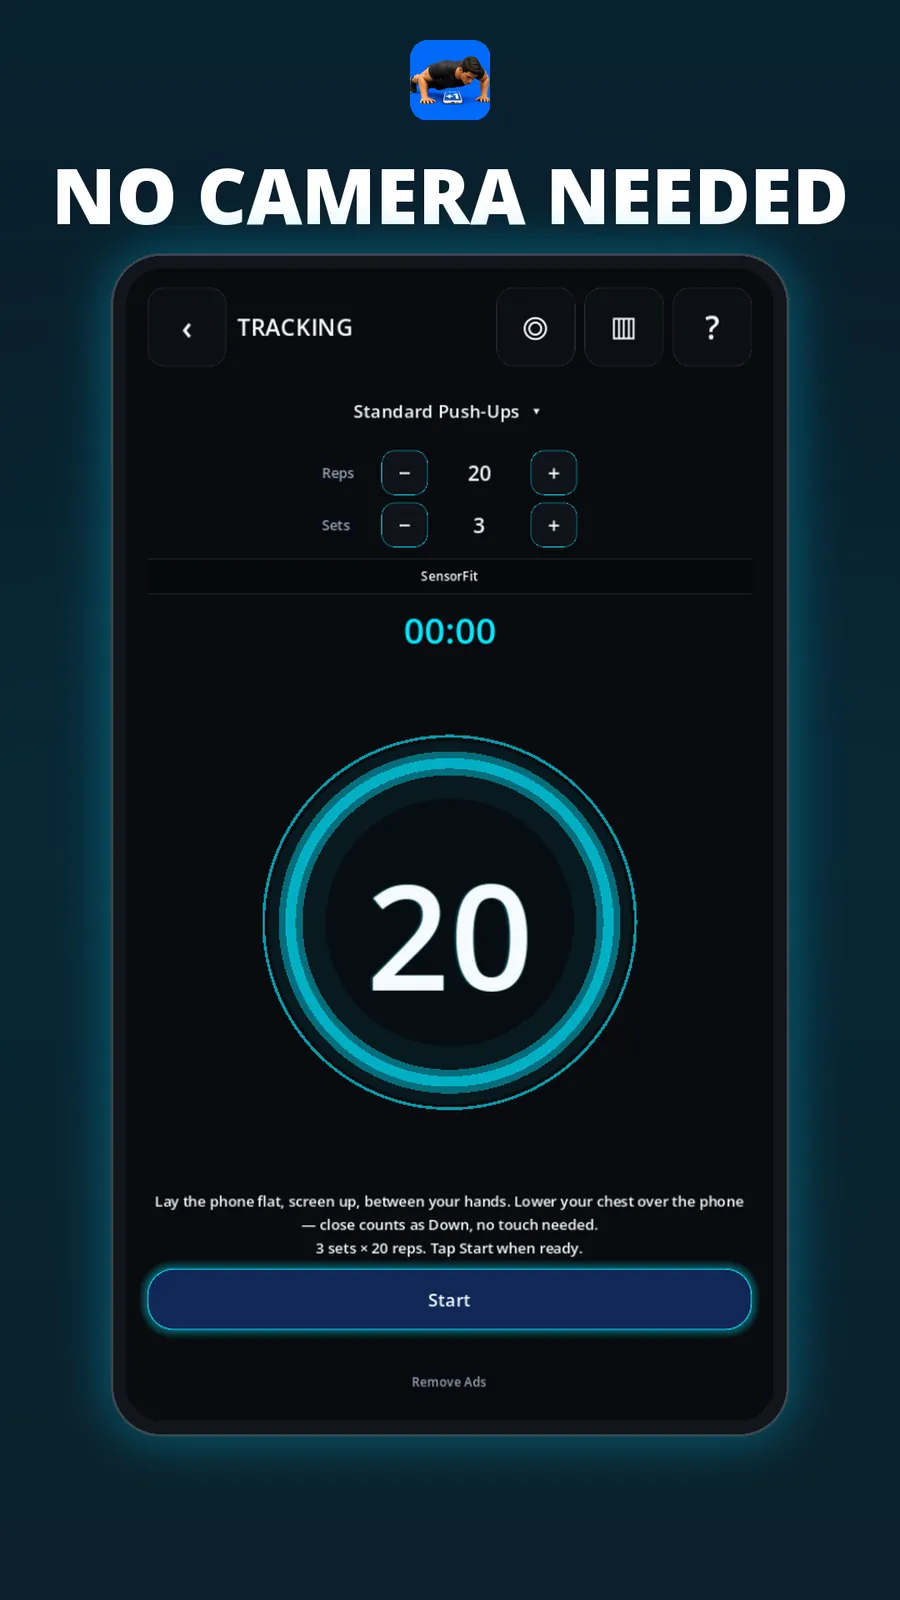 +1
NO CAMERA NEEDED
‹ TRACKING ?
Standard Push-Ups ▾
Reps − 20 +
Sets − 3 +
SensorFit
00:00
20
Lay the phone flat, screen up, between your hands. Lower your chest over the phone
— close counts as Down, no touch needed.
3 sets × 20 reps. Tap Start when ready.
Start
Remove Ads